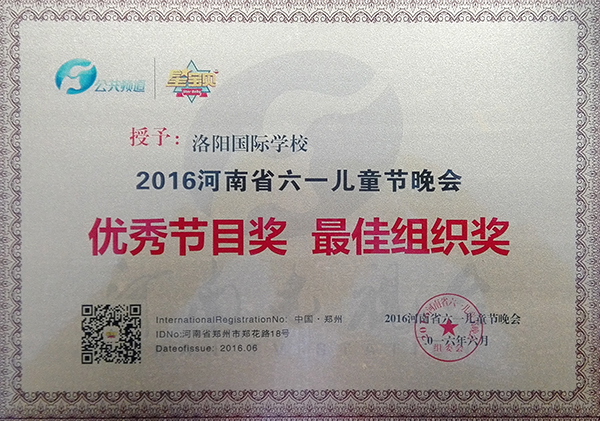 公共频道
星宝贝
授予：洛阳国际学校
2016河南省六一儿童节晚会
优秀节目奖 最佳组织奖
InternationalRegistrationNo: 中国·郑州
IDNo:河南省郑州市郑花路18号
Dateofissue: 2016.06
2016河南省六一儿童节晚会
二〇一六年六月
组委会